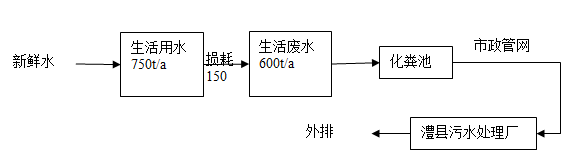 新鲜水
生活用水
750t/a
损耗
150
生活废水
600t/a
化粪池
市政管网
澧县污水处理厂
外排